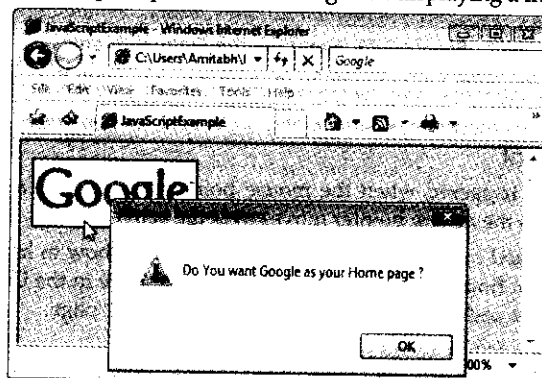 JavaScriptExample - Windows Internet Explorer
C:\Users\Amitabh\
Google
File Edit View Favorites Tools Help
JavaScriptExample
Google
Do You want Google as your Home page ?
OK
00%